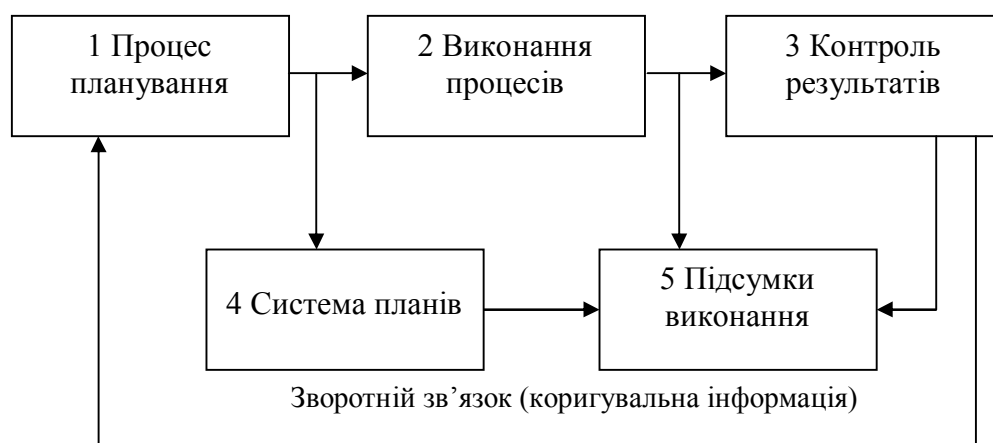 1 Процес
планування
2 Виконання
процесів
3 Контроль
результатів
4 Система планів
5 Підсумки
виконання
Зворотній зв’язок (коригувальна інформація)